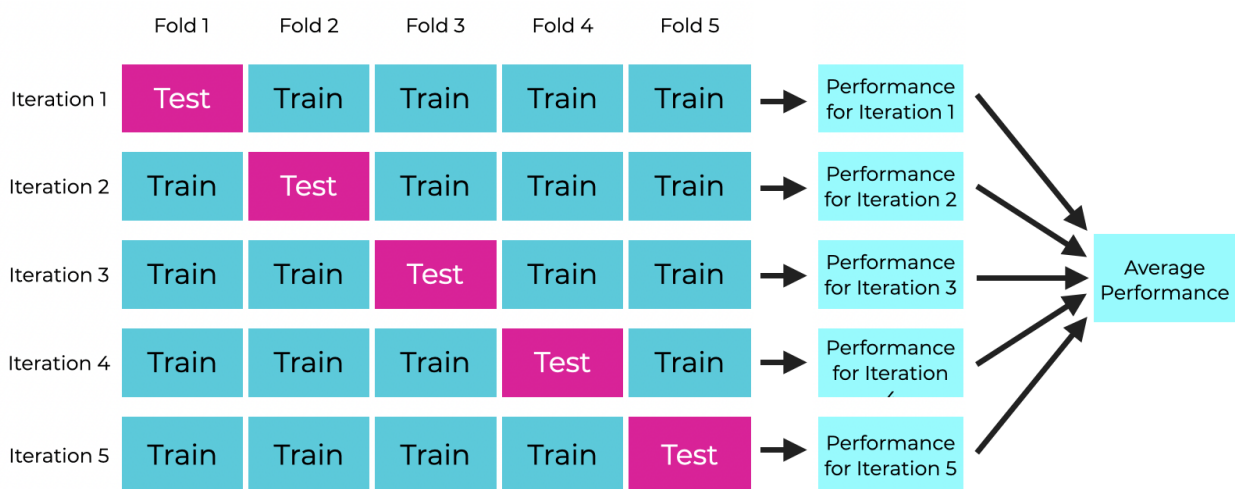 Fold 1 Fold 2 Fold 3 Fold 4 Fold 5
Iteration 1 Test Train Train Train Train
Performance
for Iteration 1
Iteration 2 Train Test Train Train Train
Performance
for Iteration 2
Iteration 3 Train Train Test Train Train
Performance
for Iteration 3
Average
Performance
Iteration 4 Train Train Train Test Train
Performance
for Iteration
Iteration 5 Train Train Train Train Test
Performance
for Iteration 5